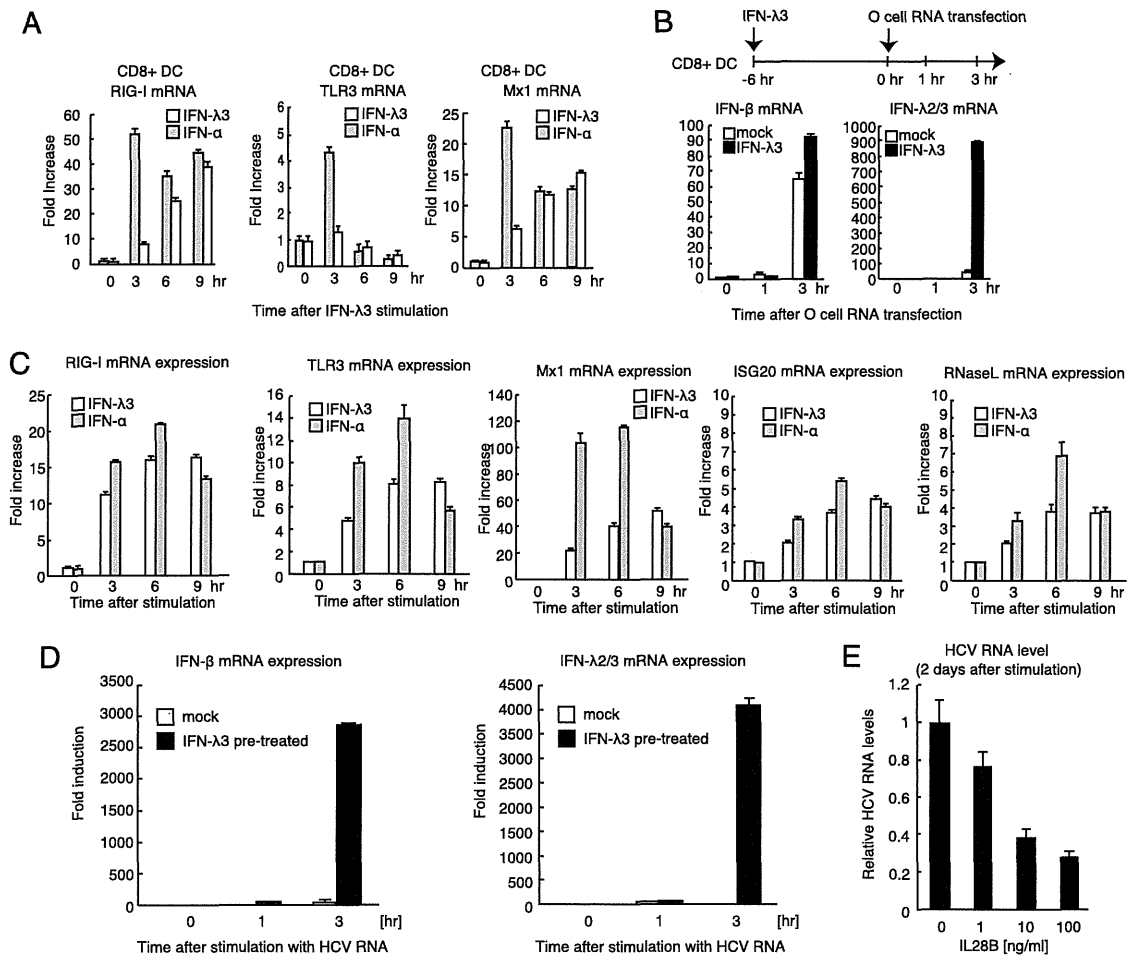 A
CD8+ DC
RIG-I mRNA
Fold Increase
60
50
40
30
20
10
0
IFN-λ3
IFN-α
0 3 6 9 hr
CD8+ DC
TLR3 mRNA
Fold Increase
6
5
4
3
2
1
0
IFN-λ3
IFN-α
0 3 6 9 hr
CD8+ DC
Mx1 mRNA
Fold Increase
25
20
15
10
5
0
IFN-λ3
IFN-α
0 3 6 9 hr
Time after IFN-λ3 stimulation
B
IFN-λ3
O cell RNA transfection
CD8+ DC
-6 hr 0 hr 1 hr 3 hr
IFN-β mRNA
100
90
80
70
60
50
40
30
20
10
0
mock
IFN-λ3
0 1 3 hr
IFN-λ2/3 mRNA
1000
900
800
700
600
500
400
300
200
100
0
mock
IFN-λ3
0 1 3 hr
Time after O cell RNA transfection
C
RIG-I mRNA expression
Fold increase
25
20
15
10
5
0
IFN-λ3
IFN-α
0 3 6 9 hr
Time after stimulation
TLR3 mRNA expression
Fold increase
16
14
12
10
8
6
4
2
0
IFN-λ3
IFN-α
0 3 6 9 hr
Time after stimulation
Mx1 mRNA expression
Fold increase
140
120
100
80
60
40
20
IFN-λ3
IFN-α
0 3 6 9 hr
Time after stimulation
ISG20 mRNA expression
Fold increase
10
9
8
7
6
5
4
3
2
1
IFN-λ3
IFN-α
0 3 6 9 hr
Time after stimulation
RNaseL mRNA expression
Fold increase
10
9
8
7
6
5
4
3
2
1
IFN-λ3
IFN-α
0 3 6 9 hr
Time after stimulation
D
IFN-β mRNA expression
Fold induction
3500
3000
2500
2000
1500
1000
500
0
mock
IFN-λ3 pre-treated
0 1 3 [hr]
Time after stimulation with HCV RNA
IFN-λ2/3 mRNA expression
Fold induction
4500
4000
3500
3000
2500
2000
1500
1000
500
0
mock
IFN-λ3 pre-treated
0 1 3 [hr]
Time after stimulation with HCV RNA
E
HCV RNA level
(2 days after stimulation)
Relative HCV RNA levels
1.2
1
0.8
0.6
0.4
0.2
0
0 1 10 100
IL28B [ng/ml]